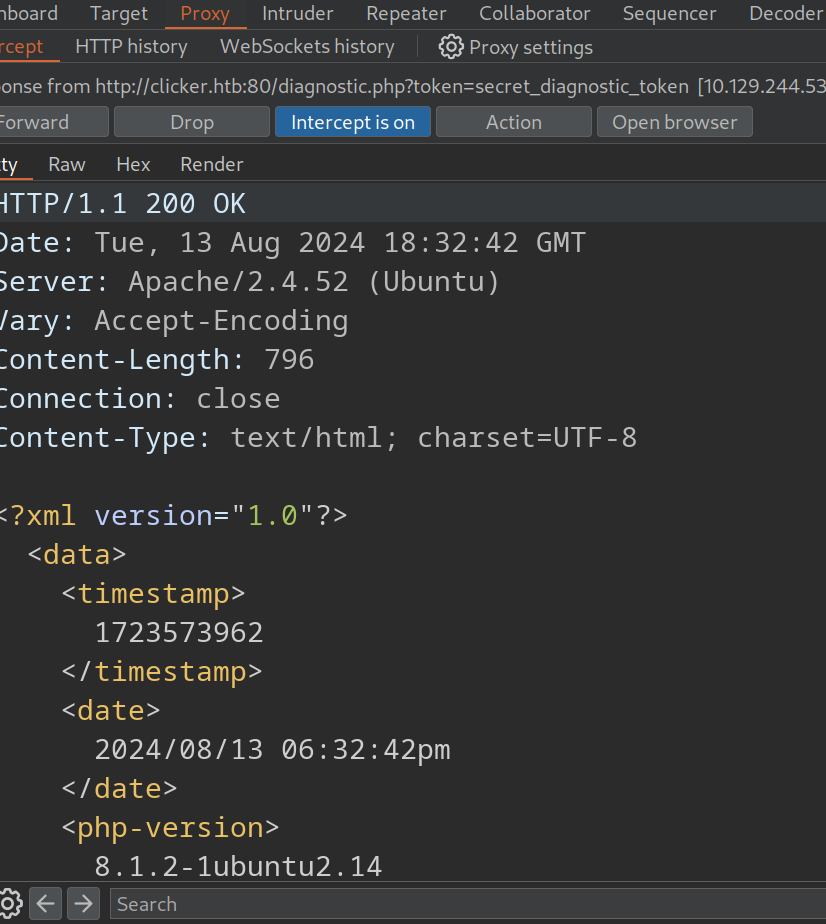 nboard Target Proxy Intruder Repeater Collaborator Sequencer Decoder
rcept HTTP history WebSockets history Proxy settings
onse from http://clicker.htb:80/diagnostic.php?token=secret_diagnostic_token [10.129.244.53
Forward Drop Intercept is on Action Open browser
ty Raw Hex Render
HTTP/1.1 200 OK
Date: Tue, 13 Aug 2024 18:32:42 GMT
Server: Apache/2.4.52 (Ubuntu)
Vary: Accept-Encoding
Content-Length: 796
Connection: close
Content-Type: text/html; charset=UTF-8
<?xml version="1.0"?>
<data>
<timestamp>
1723573962
</timestamp>
<date>
2024/08/13 06:32:42pm
</date>
<php-version>
8.1.2-1ubuntu2.14
Search